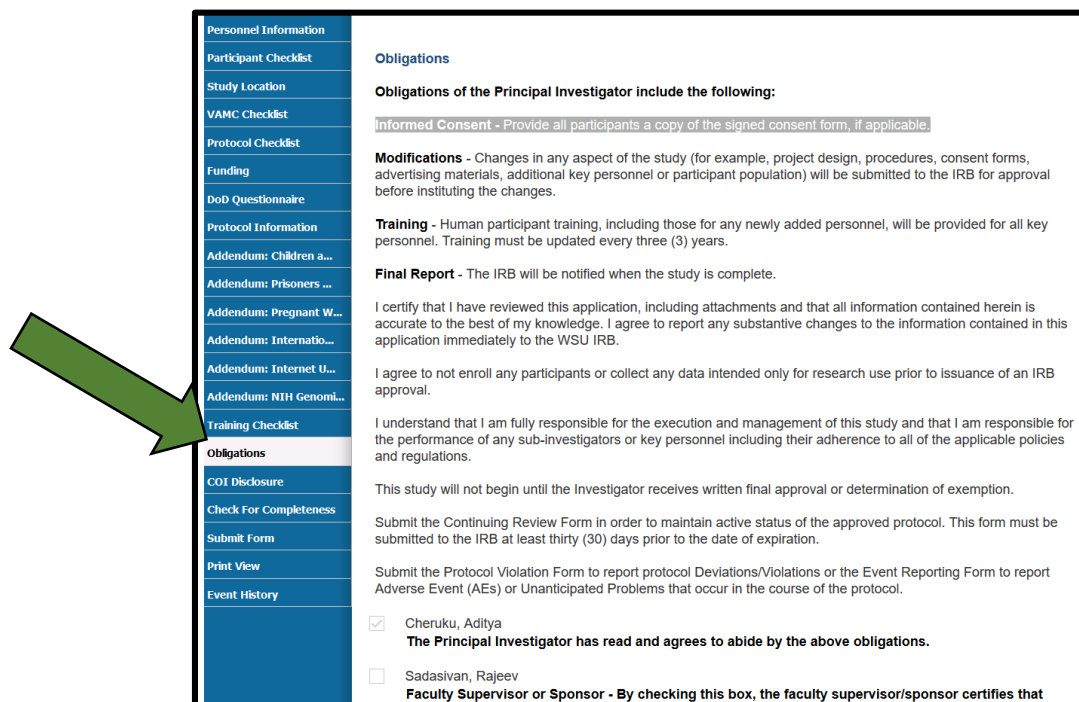 Personnel Information
Participant Checklist
Study Location
VAMC Checklist
Protocol Checklist
Funding
DoD Questionnaire
Protocol Information
Addendum: Children a...
Addendum: Prisoners ...
Addendum: Pregnant W...
Addendum: Internatio...
Addendum: Internet U...
Addendum: NIH Genomi...
Training Checklist
Obligations
COI Disclosure
Check For Completeness
Submit Form
Print View
Event History
Obligations
Obligations of the Principal Investigator include the following:
Informed Consent - Provide all participants a copy of the signed consent form, if applicable.
Modifications - Changes in any aspect of the study (for example, project design, procedures, consent forms,
advertising materials, additional key personnel or participant population) will be submitted to the IRB for approval
before instituting the changes.
Training - Human participant training, including those for any newly added personnel, will be provided for all key
personnel. Training must be updated every three (3) years.
Final Report - The IRB will be notified when the study is complete.
I certify that I have reviewed this application, including attachments and that all information contained herein is
accurate to the best of my knowledge. I agree to report any substantive changes to the information contained in this
application immediately to the WSU IRB.
I agree to not enroll any participants or collect any data intended only for research use prior to issuance of an IRB
approval.
I understand that I am fully responsible for the execution and management of this study and that I am responsible for
the performance of any sub-investigators or key personnel including their adherence to all of the applicable policies
and regulations.
This study will not begin until the Investigator receives written final approval or determination of exemption.
Submit the Continuing Review Form in order to maintain active status of the approved protocol. This form must be
submitted to the IRB at least thirty (30) days prior to the date of expiration.
Submit the Protocol Violation Form to report protocol Deviations/Violations or the Event Reporting Form to report
Adverse Event (AEs) or Unanticipated Problems that occur in the course of the protocol.
Cheruku, Aditya
The Principal Investigator has read and agrees to abide by the above obligations.
Sadasivan, Rajeev
Faculty Supervisor or Sponsor - By checking this box, the faculty supervisor/sponsor certifies that